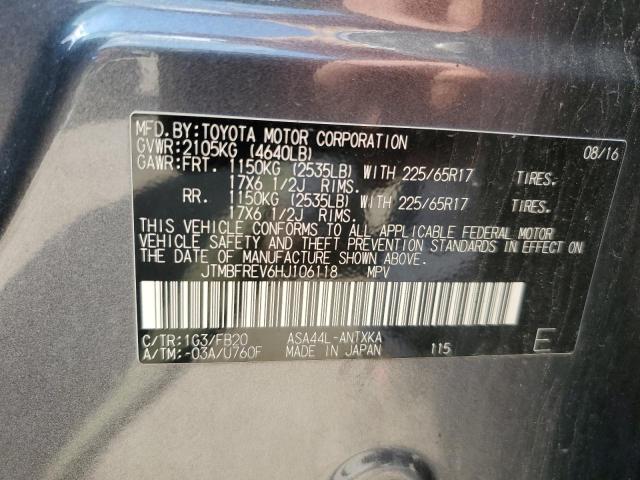 MFD.BY:TOYOTA MOTOR CORPORATION 08/16
GVWR:2105KG (4640LB)
GAWR:FRT. 1150KG (2535LB) WITH 225/65R17 TIRES.
17X6 1/2J RIMS.
RR. 1150KG (2535LB) WITH 225/65R17 TIRES.
17X6 1/2J RIMS.
THIS VEHICLE CONFORMS TO ALL APPLICABLE FEDERAL MOTOR
VEHICLE SAFETY AND THEFT PREVENTION STANDARDS IN EFFECT ON
THE DATE OF MANUFACTURE SHOWN ABOVE.
JTMBFREV6HJ106118 MPV
C/TR:1G3/FB20 ASA44L-ANTXKA
A/TM:-03A/U760F MADE IN JAPAN 115 E